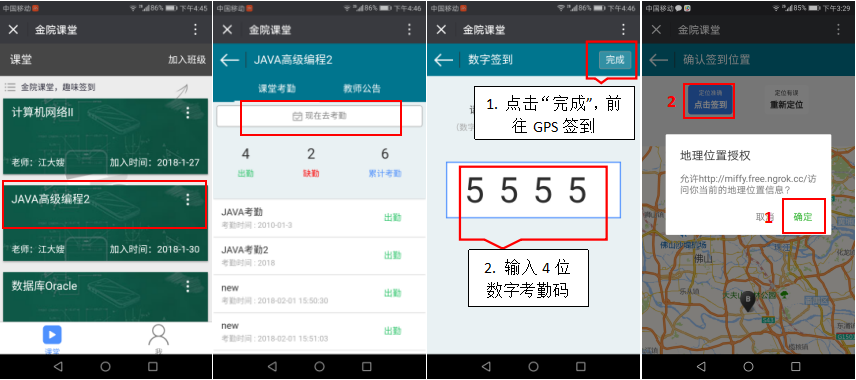 中国移动 86% 下午4:45
金院课堂
课堂 加入班级
金院课堂，趣味签到
计算机网络II
老师：江大嫂 加入时间：2018-1-27
JAVA高级编程2
老师：江大嫂 加入时间：2018-1-30
数据库Oracle
课堂 我
中国移动 86% 下午4:46
金院课堂
JAVA高级编程2
课堂考勤 教师公告
现在去考勤
4 2 6
出勤 缺勤 累计考勤
JAVA考勤
考勤时间 : 2010-01-3
出勤
JAVA考勤2
考勤时间 : 2018
出勤
new
考勤时间 : 2018-02-01 15:50:30
出勤
new
考勤时间 : 2018-02-01 15:51:03
出勤
中国移动 86% 下午4:46
金院课堂
数字签到 完成
1. 点击“完成”，前
往 GPS 签到
5 5 5 5
2. 输入 4 位
数字考勤码
中国移动 84% 下午3:29
金院课堂
确认签到位置
2
定位准确
点击签到
定位有误
重新定位
地理位置授权
允许http://miffy.free.ngrok.cc/访
问你当前的地理位置信息？
1 确定
佛山